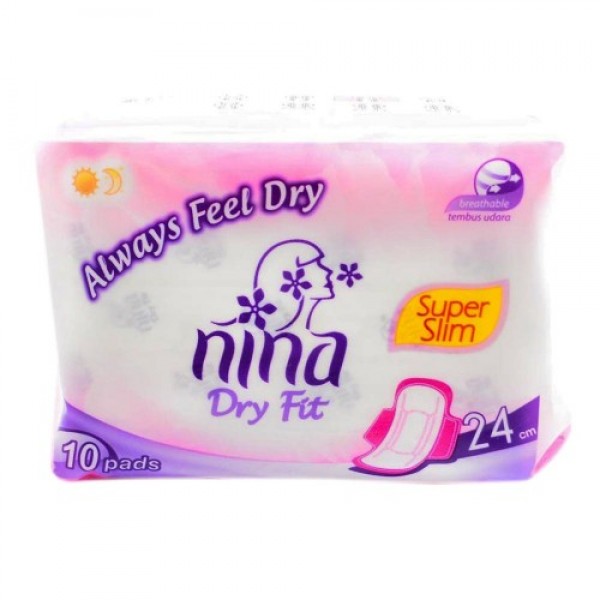 Always Feel Dry
breathable
tembus udara
Super
Slim
nina
Dry Fit
24 cm
10 pads